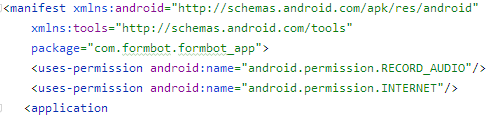 <manifest xmlns:android="http://schemas.android.com/apk/res/android"
xmlns:tools="http://schemas.android.com/tools"
package="com.formbot.formbot_app">
<uses-permission android:name="android.permission.RECORD_AUDIO"/>
<uses-permission android:name="android.permission.INTERNET"/>
<application